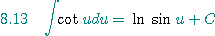 8.13 ∫cot udu = ln sin u + C